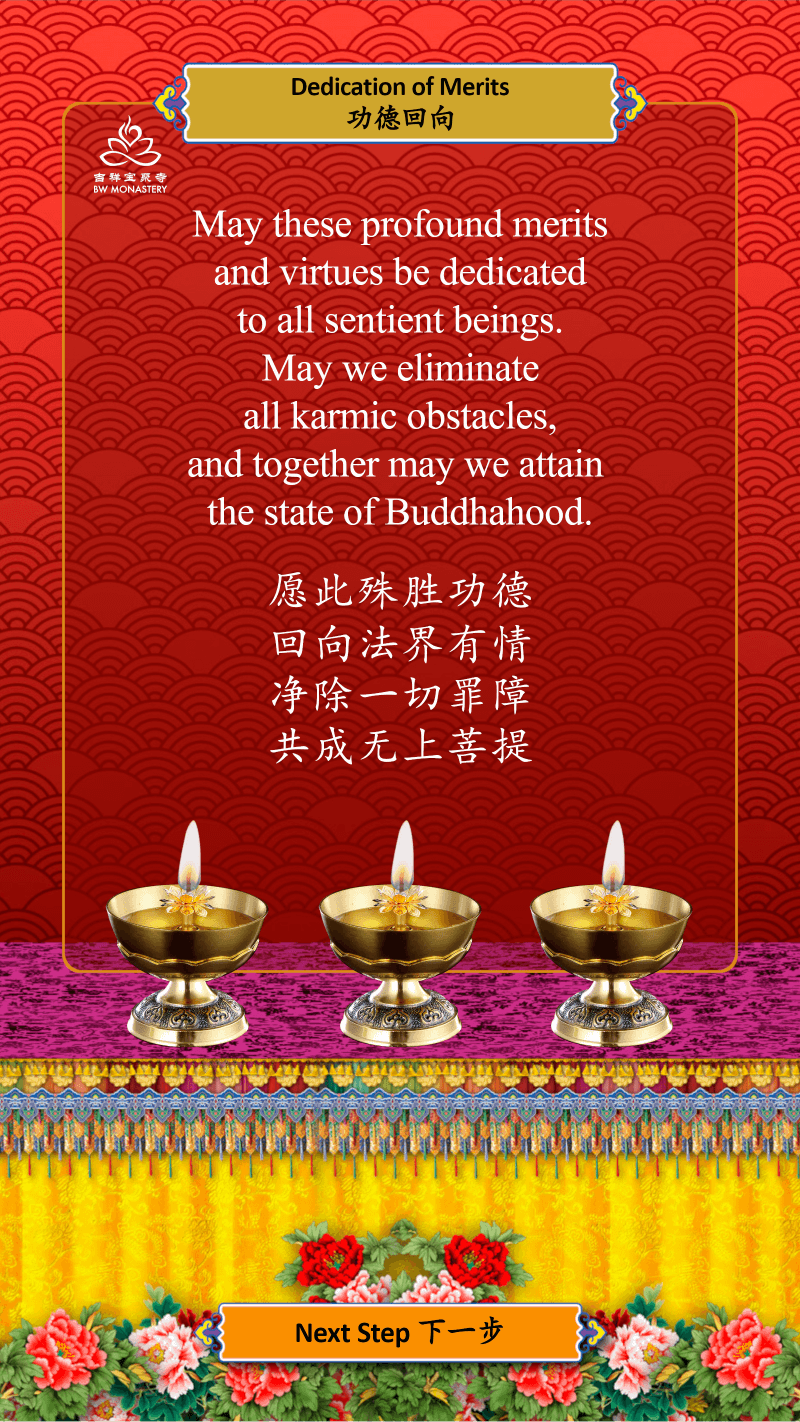 Dedication of Merits
功德回向
吉祥宝聚寺
BW MONASTERY
May these profound merits
and virtues be dedicated
to all sentient beings.
May we eliminate
all karmic obstacles,
and together may we attain
the state of Buddhahood.
愿此殊胜功德
回向法界有情
净除一切罪障
共成无上菩提
Next Step 下一步